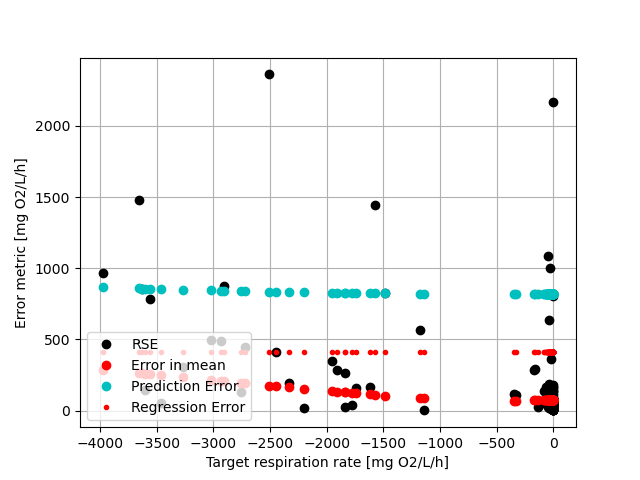 2000
1500
1000
500
0
Error metric [mg O2/L/h]
RSE
Error in mean
Prediction Error
Regression Error
−4000 −3500 −3000 −2500 −2000 −1500 −1000 −500 0
Target respiration rate [mg O2/L/h]